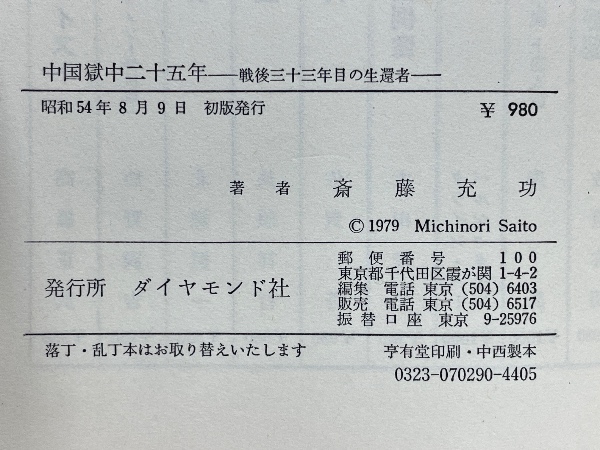 中国獄中二十五年――戦後三十三年目の生還者――
昭和54年8月9日 初版発行 ¥ 980
著者 斎藤充功
© 1979 Michinori Saito
発行所 ダイヤモンド社
郵便番号 100
東京都千代田区霞が関 1-4-2
編集 電話 東京 (504) 6403
販売 電話 東京 (504) 6517
振替口座 東京 9-25976
落丁・乱丁本はお取り替えいたします 亨有堂印刷・中西製本
0323-070290-4405